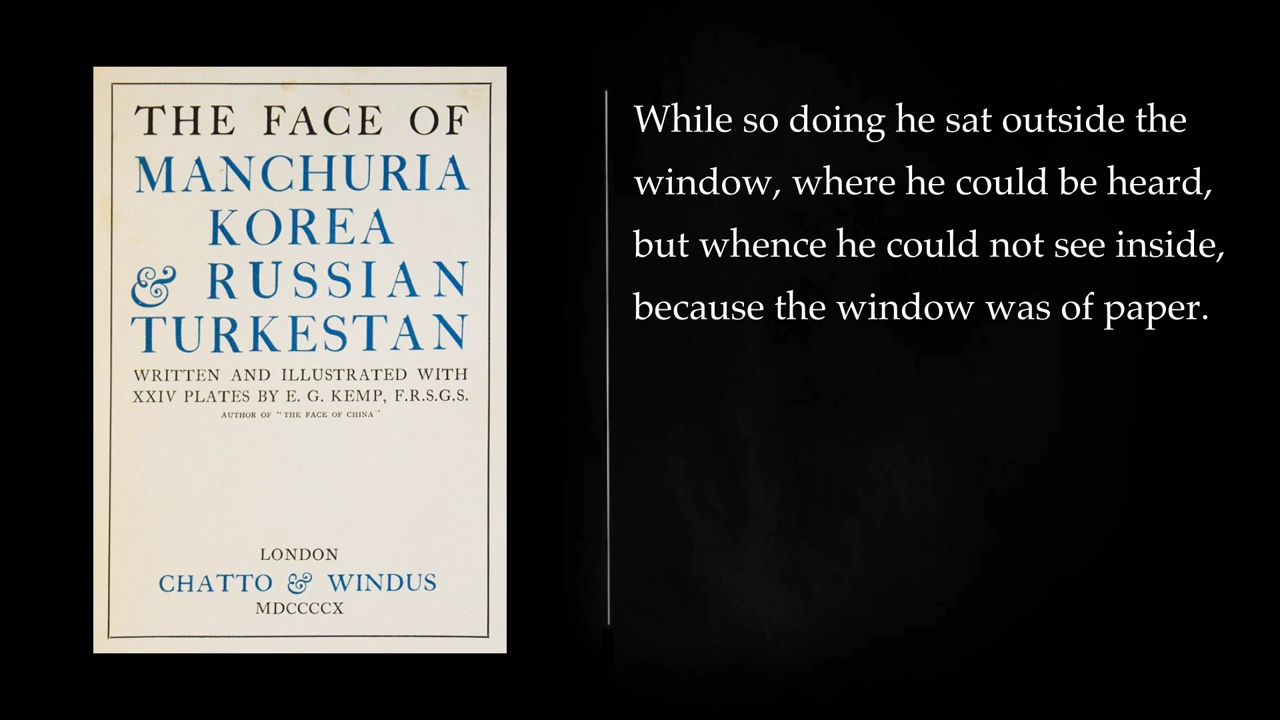 THE FACE OF
MANCHURIA
KOREA
& RUSSIAN
TURKESTAN
WRITTEN AND ILLUSTRATED WITH
XXIV PLATES BY E. G. KEMP, F.R.S.G.S.
AUTHOR OF "THE FACE OF CHINA"
LONDON
CHATTO & WINDUS
MDCCCCX
While so doing he sat outside the
window, where he could be heard,
but whence he could not see inside,
because the window was of paper.